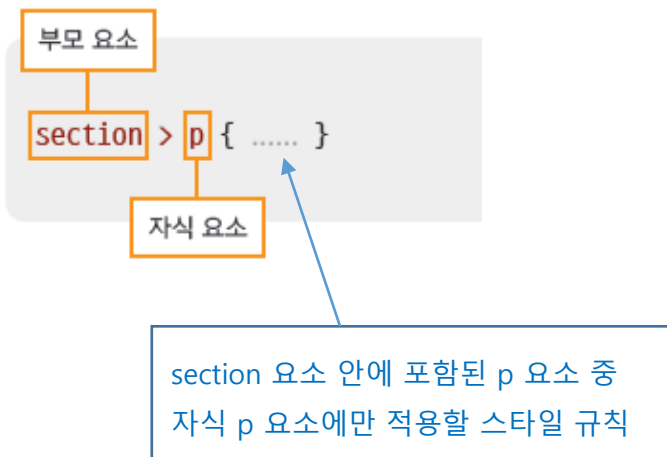 부모 요소
section > p { ...... }
자식 요소
section 요소 안에 포함된 p 요소 중
자식 p 요소에만 적용할 스타일 규칙